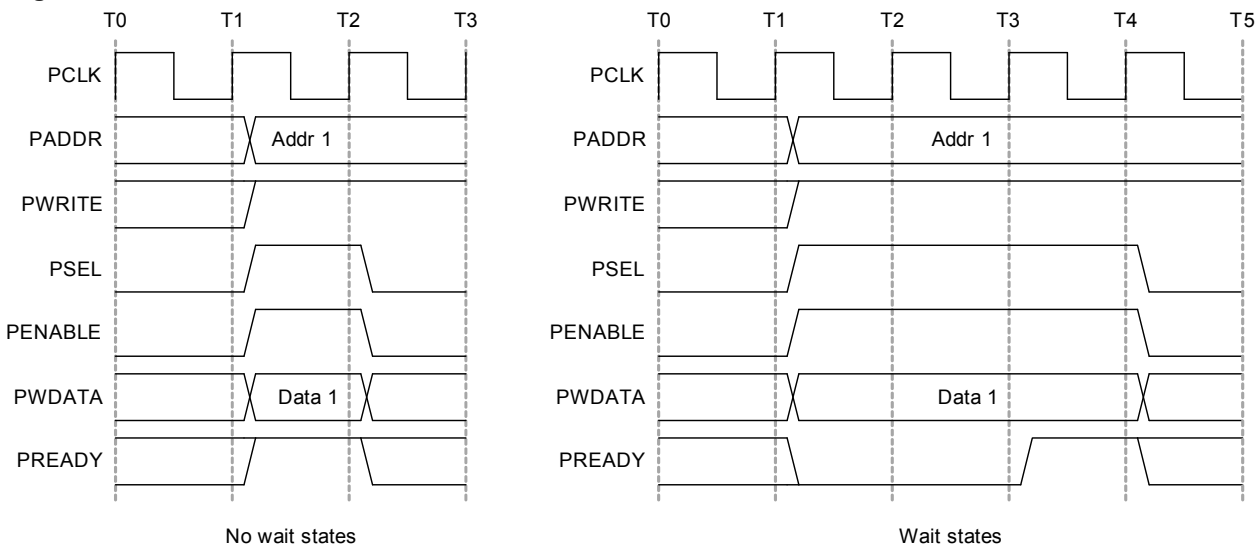 T0 T1 T2 T3
PCLK
PADDR Addr 1
PWRITE
PSEL
PENABLE
PWDATA Data 1
PREADY
No wait states
T0 T1 T2 T3 T4 T5
PCLK
PADDR Addr 1
PWRITE
PSEL
PENABLE
PWDATA Data 1
PREADY
Wait states